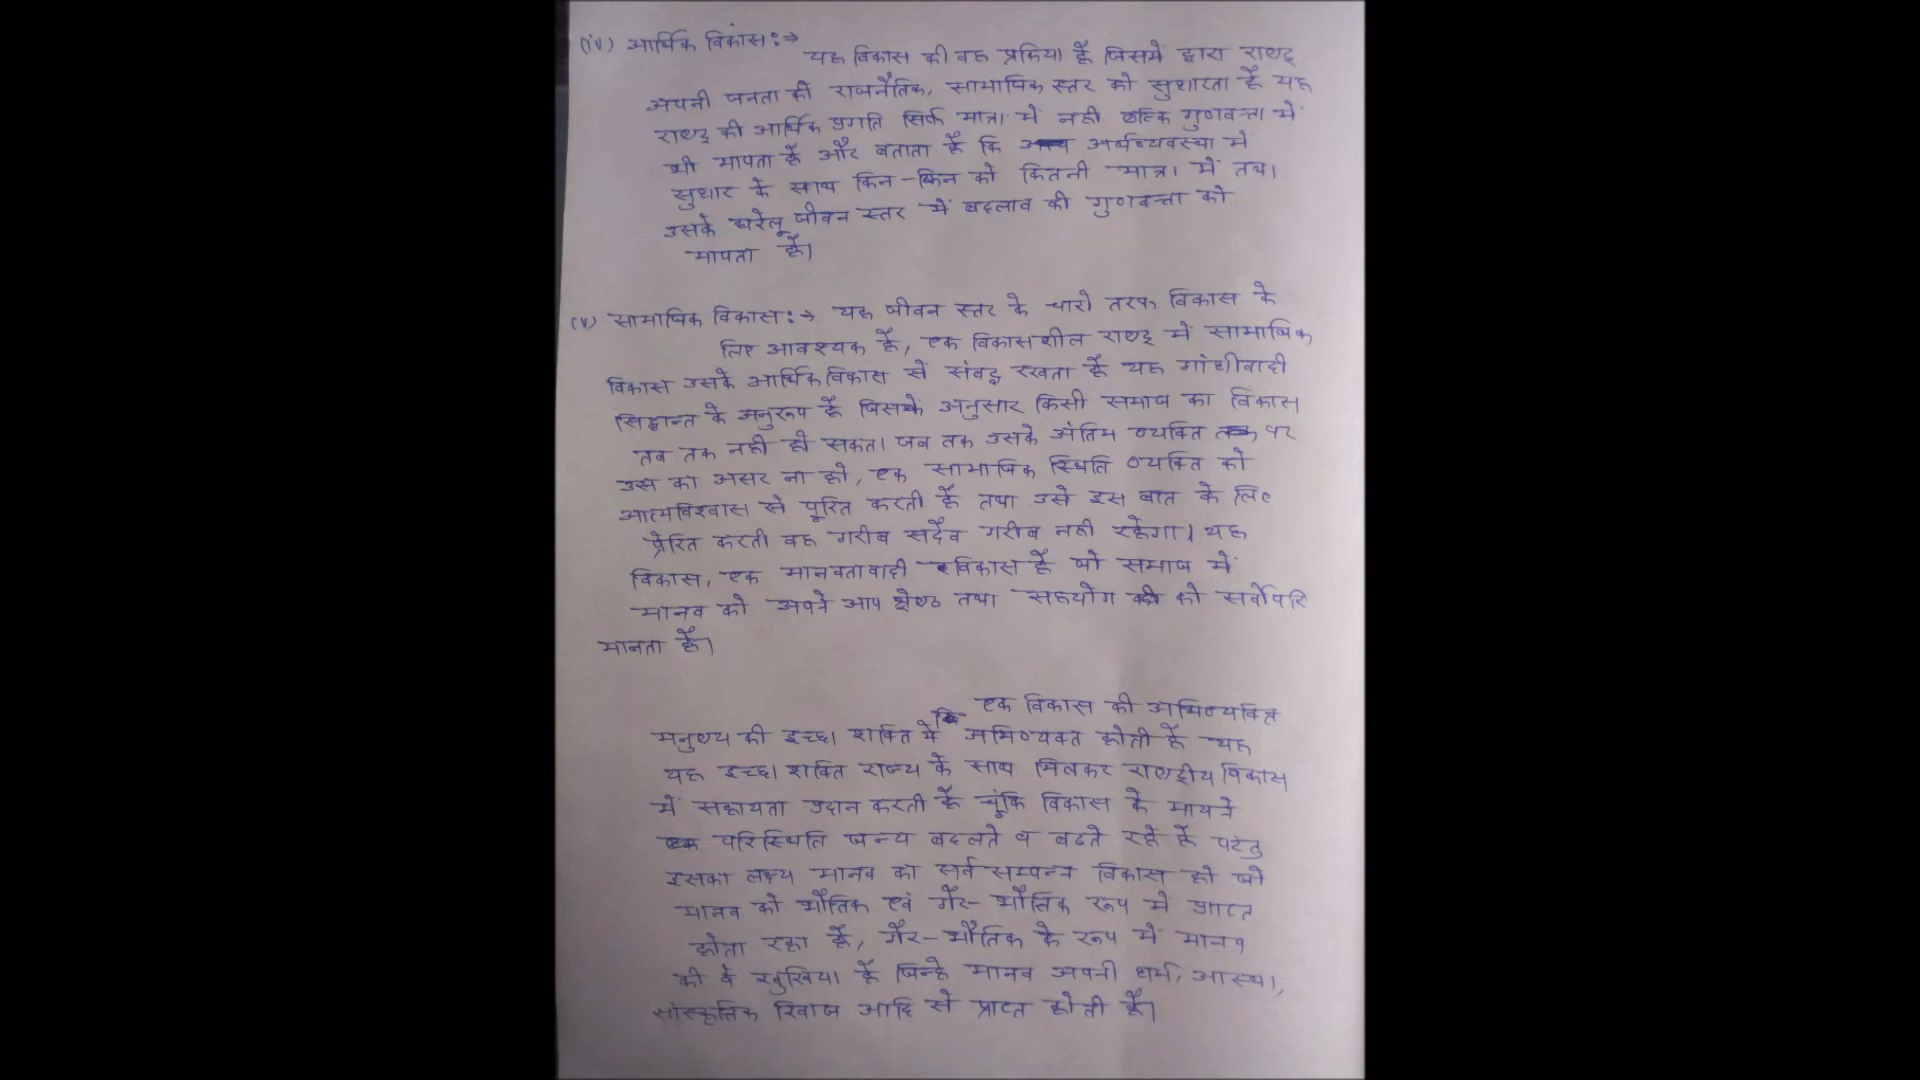 (iv) आर्थिक विकास:→
यह विकास की वह प्रक्रिया है जिसमें द्वारा राष्ट्र
अपनी जनता की राजनैतिक, सामाजिक स्तर को सुधारता है यह
राष्ट्र की आर्थिक प्रगति सिर्फ मात्रा में नही बल्कि गुणवत्ता में
भी मापता है और बताता है कि अर्थव्यवस्था में
सुधार के साथ किन-किन को कितनी मात्रा में तथा
उसके घरेलू जीवन स्तर में बदलाव की गुणवत्ता को
मापता है।
(v) सामाजिक विकास:→ यह जीवन स्तर के चारो तरफ विकास के
लिए आवश्यक है, एक विकासशील राष्ट्र में सामाजिक
विकास उसके आर्थिक विकास सें संबद्ध रखता है यह गांधीवादी
सिद्धान्त के अनुरूप है जिसके अनुसार किसी समाज का विकास
तब तक नही हो सकता जब तक उसके अंतिम व्यक्ति पर
उस का असर ना हो, एक सामाजिक स्थिति व्यक्ति को
आत्मविश्वास से पूरित करती है तथा उसे इस बात के लिए
प्रेरित करती वह गरीब सदैव गरीब नही रहेगा। यह
विकास, एक मानवतावादी विकास है जो समाज में
मानव को अपने आप श्रेष्ठ तथा सहयोग को सर्वोपरि
मानता है।
एक विकास की अभिव्यक्ति
मनुष्य की इच्छा शक्ति में अभिव्यक्त होती है यह
यह इच्छा शक्ति राज्य के साथ मिलकर राष्ट्रीय विकास
में सहायता प्रदान करती है चूंकि विकास के मायने
परिस्थिति जन्य बदलते व बढते रहे है परंतु
इसका लक्ष्य मानव का सर्व सम्पन्न विकास हो जो
मानव को भौतिक एवं गैर-भौतिक रूप में प्राप्त
होता रहा है, गैर-भौतिक के रूप में मानव
की वे खुशिया है जिन्हे मानव अपनी धर्म, आस्था,
सांस्कृतिक रिवाज आदि से प्राप्त होती है।